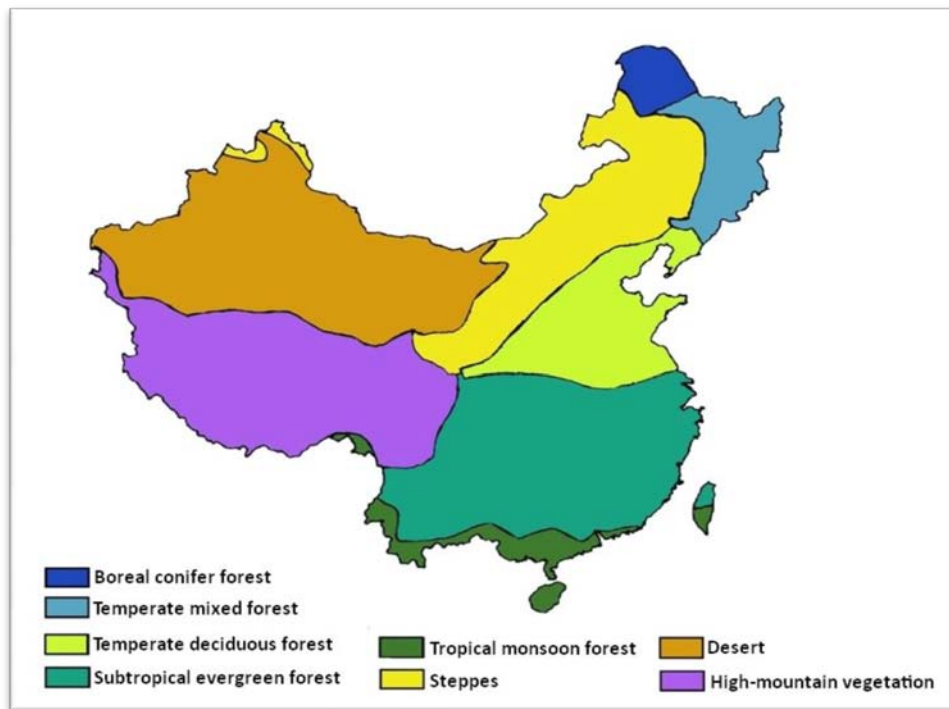 Boreal conifer forest
Temperate mixed forest
Temperate deciduous forest
Subtropical evergreen forest
Tropical monsoon forest
Steppes
Desert
High-mountain vegetation